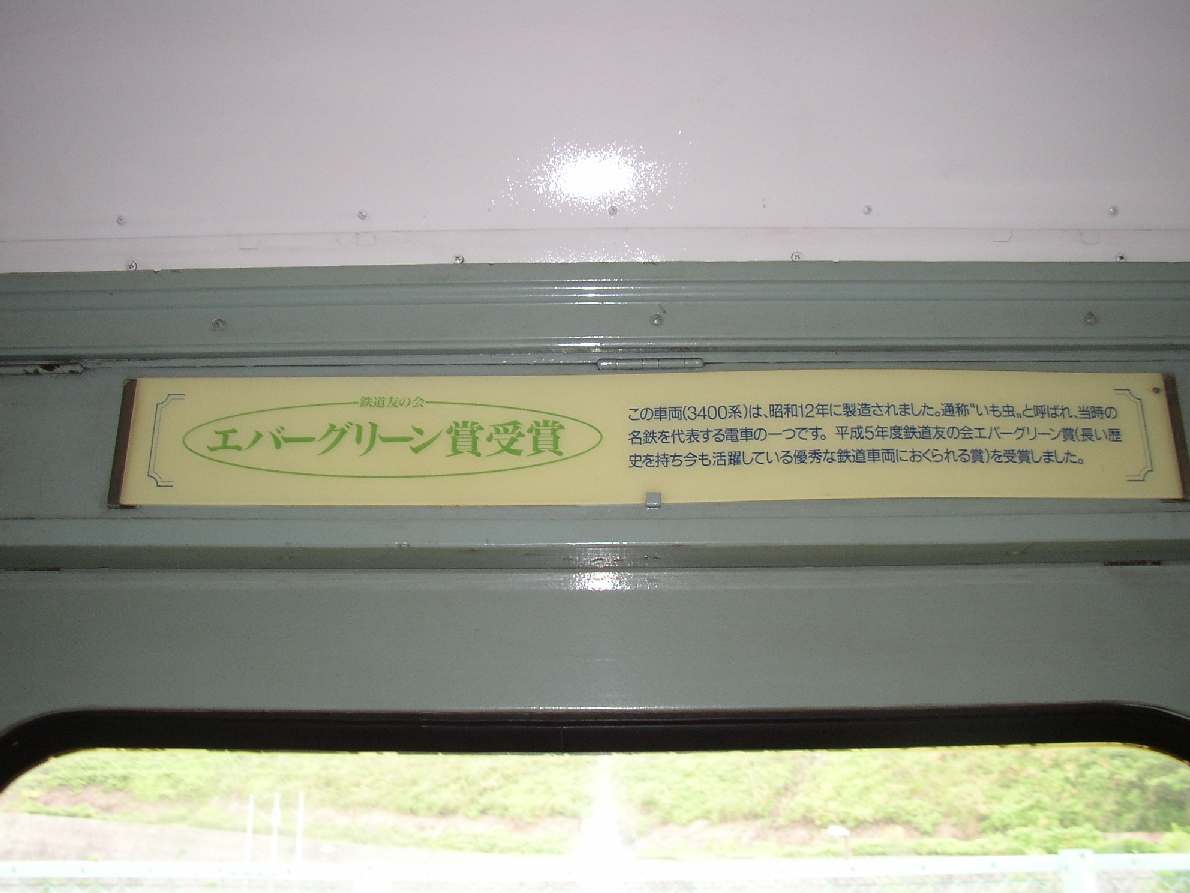 鉄道友の会
エバーグリーン賞受賞
この車両(3400系)は、昭和12年に製造されました。通称〝いも虫〟と呼ばれ、当時の
名鉄を代表する電車の一つです。平成5年度鉄道友の会エバーグリーン賞(長い歴
史を持ち今も活躍している優秀な鉄道車両におくられる賞)を受賞しました。